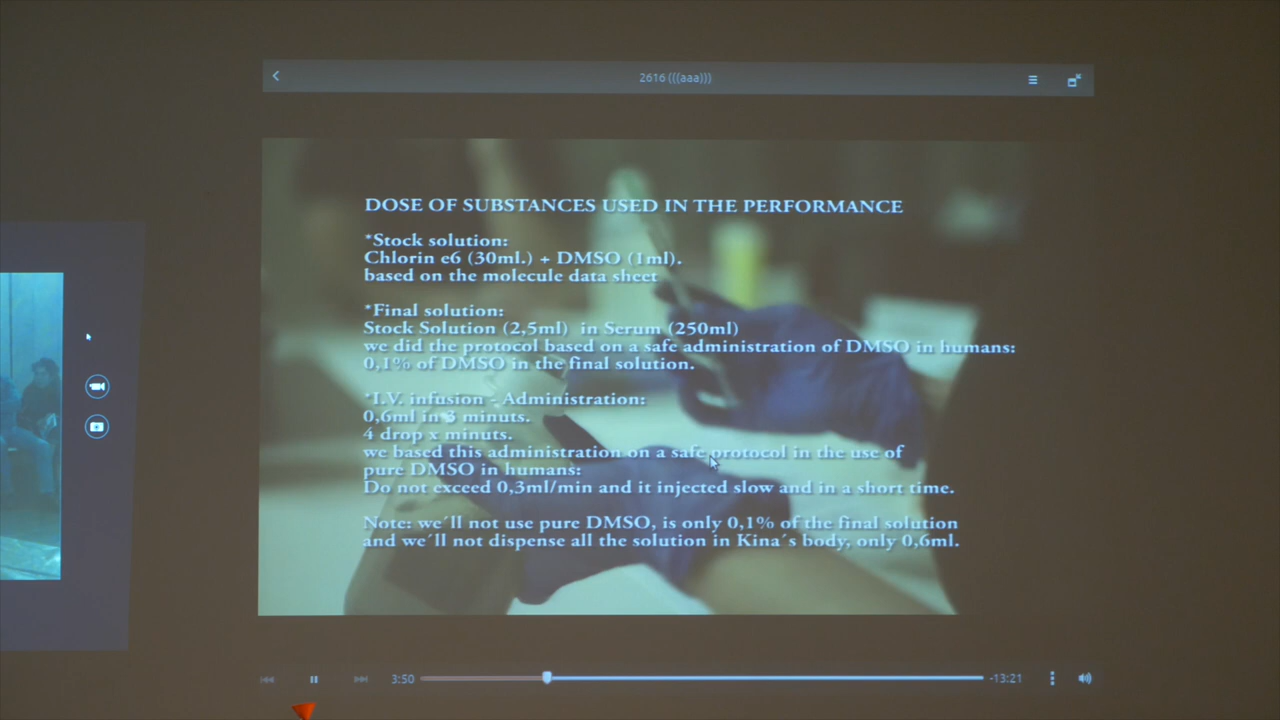 2616 (((aaa)))
DOSE OF SUBSTANCES USED IN THE PERFORMANCE
*Stock solution:
Chlorin e6 (30ml.) + DMSO (1ml).
based on the molecule data sheet
*Final solution:
Stock Solution (2,5ml) in Serum (250ml)
we did the protocol based on a safe administration of DMSO in humans:
0,1% of DMSO in the final solution.
*I.V. infusion - Administration:
0,6ml in 3 minuts.
4 drop x minuts.
we based this administration on a safe protocol in the use of
pure DMSO in humans:
Do not exceed 0,3ml/min and it injected slow and in a short time.
Note: we´ll not use pure DMSO, is only 0,1% of the final solution
and we´ll not dispense all the solution in Kina´s body, only 0,6ml.
3:50
-13:21